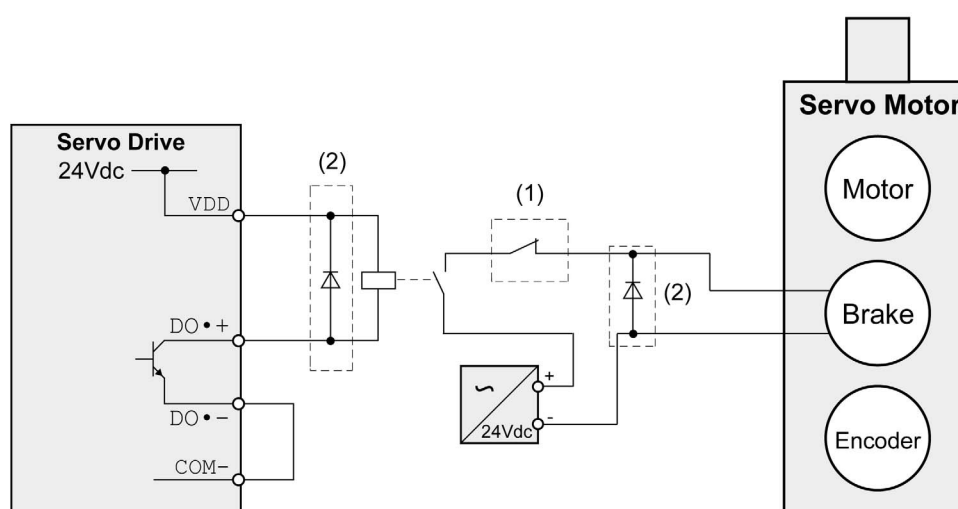 Servo Drive
24Vdc
VDD
DO•+
DO•-
COM-
(2)
(1)
(2)
+
-
24Vdc
Servo Motor
Motor
Brake
Encoder